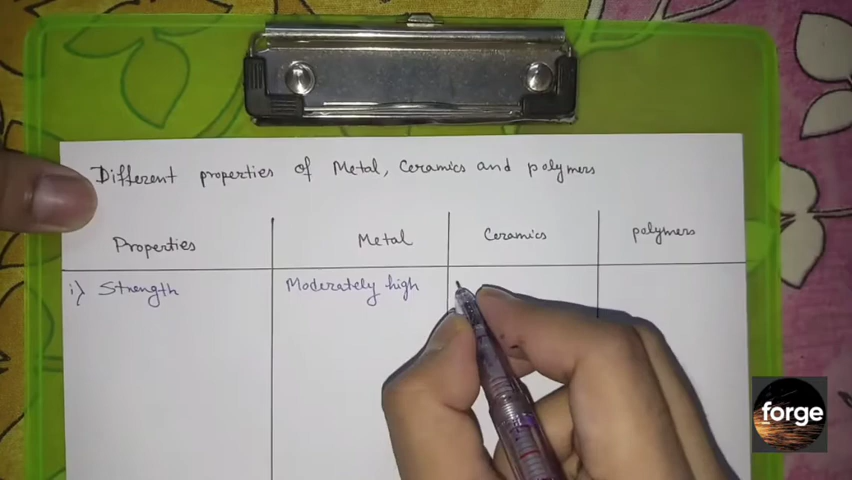 Different properties of Metal, Ceramics and polymers
Properties Metal Ceramics polymers
i) Strength Moderately high
forge